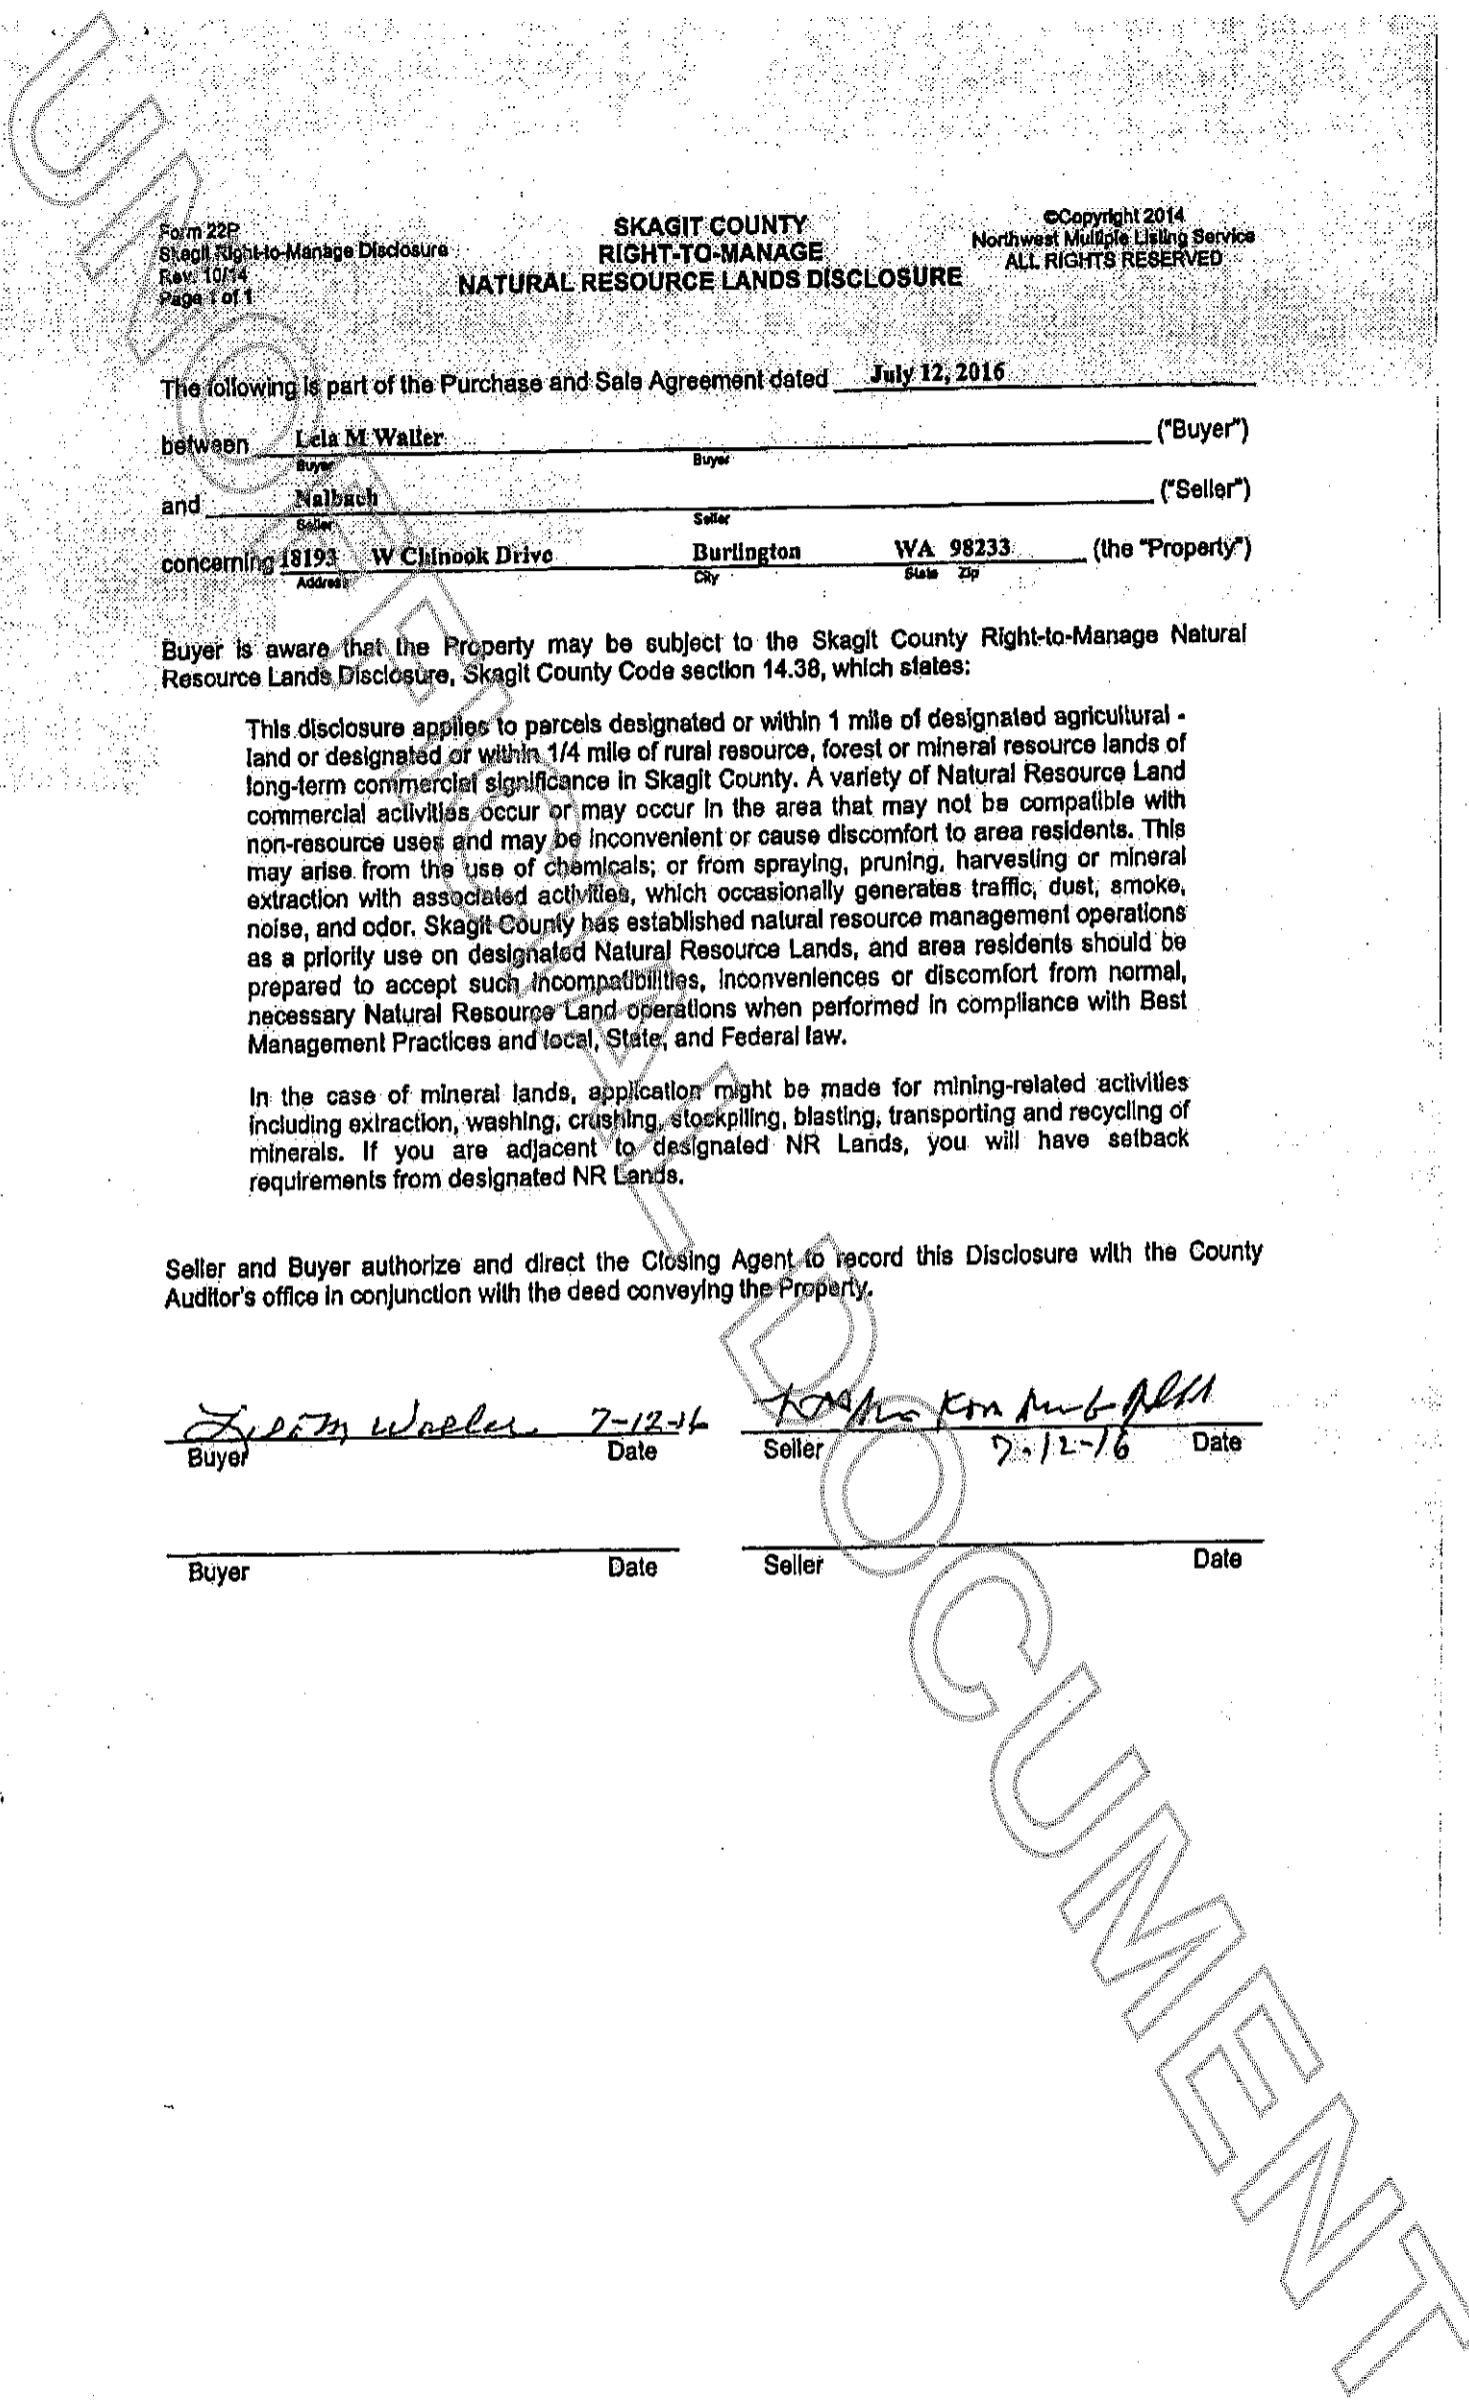 Form 22P
Skagit Right-to-Manage Disclosure
Rev. 10/14
Page 1 of 1
SKAGIT COUNTY
RIGHT-TO-MANAGE
NATURAL RESOURCE LANDS DISCLOSURE
©Copyright 2014
Northwest Multiple Listing Service
ALL RIGHTS RESERVED
The following is part of the Purchase and Sale Agreement dated July 12, 2016
between Lela M Waller ("Buyer")
Buyer Buyer
and Nalbach ("Seller")
Seller Seller
concerning 18193 W Chinook Drive Burlington WA 98233 (the "Property")
Address City State Zip
Buyer is aware that the Property may be subject to the Skagit County Right-to-Manage Natural
Resource Lands Disclosure, Skagit County Code section 14.38, which states:
This disclosure applies to parcels designated or within 1 mile of designated agricultural -
land or designated or within 1/4 mile of rural resource, forest or mineral resource lands of
long-term commercial significance in Skagit County. A variety of Natural Resource Land
commercial activities occur or may occur in the area that may not be compatible with
non-resource uses and may be inconvenient or cause discomfort to area residents. This
may arise from the use of chemicals; or from spraying, pruning, harvesting or mineral
extraction with associated activities, which occasionally generates traffic, dust, smoke,
noise, and odor. Skagit County has established natural resource management operations
as a priority use on designated Natural Resource Lands, and area residents should be
prepared to accept such incompatibilities, inconveniences or discomfort from normal,
necessary Natural Resource Land operations when performed in compliance with Best
Management Practices and local, State, and Federal law.
In the case of mineral lands, application might be made for mining-related activities
including extraction, washing, crushing, stockpiling, blasting, transporting and recycling of
minerals. If you are adjacent to designated NR Lands, you will have setback
requirements from designated NR Lands.
Seller and Buyer authorize and direct the Closing Agent to record this Disclosure with the County
Auditor's office in conjunction with the deed conveying the Property.
7-12-16
Buyer Date Seller 7-12-16 Date
Buyer Date Seller Date
UNOFFICIAL DOCUMENT